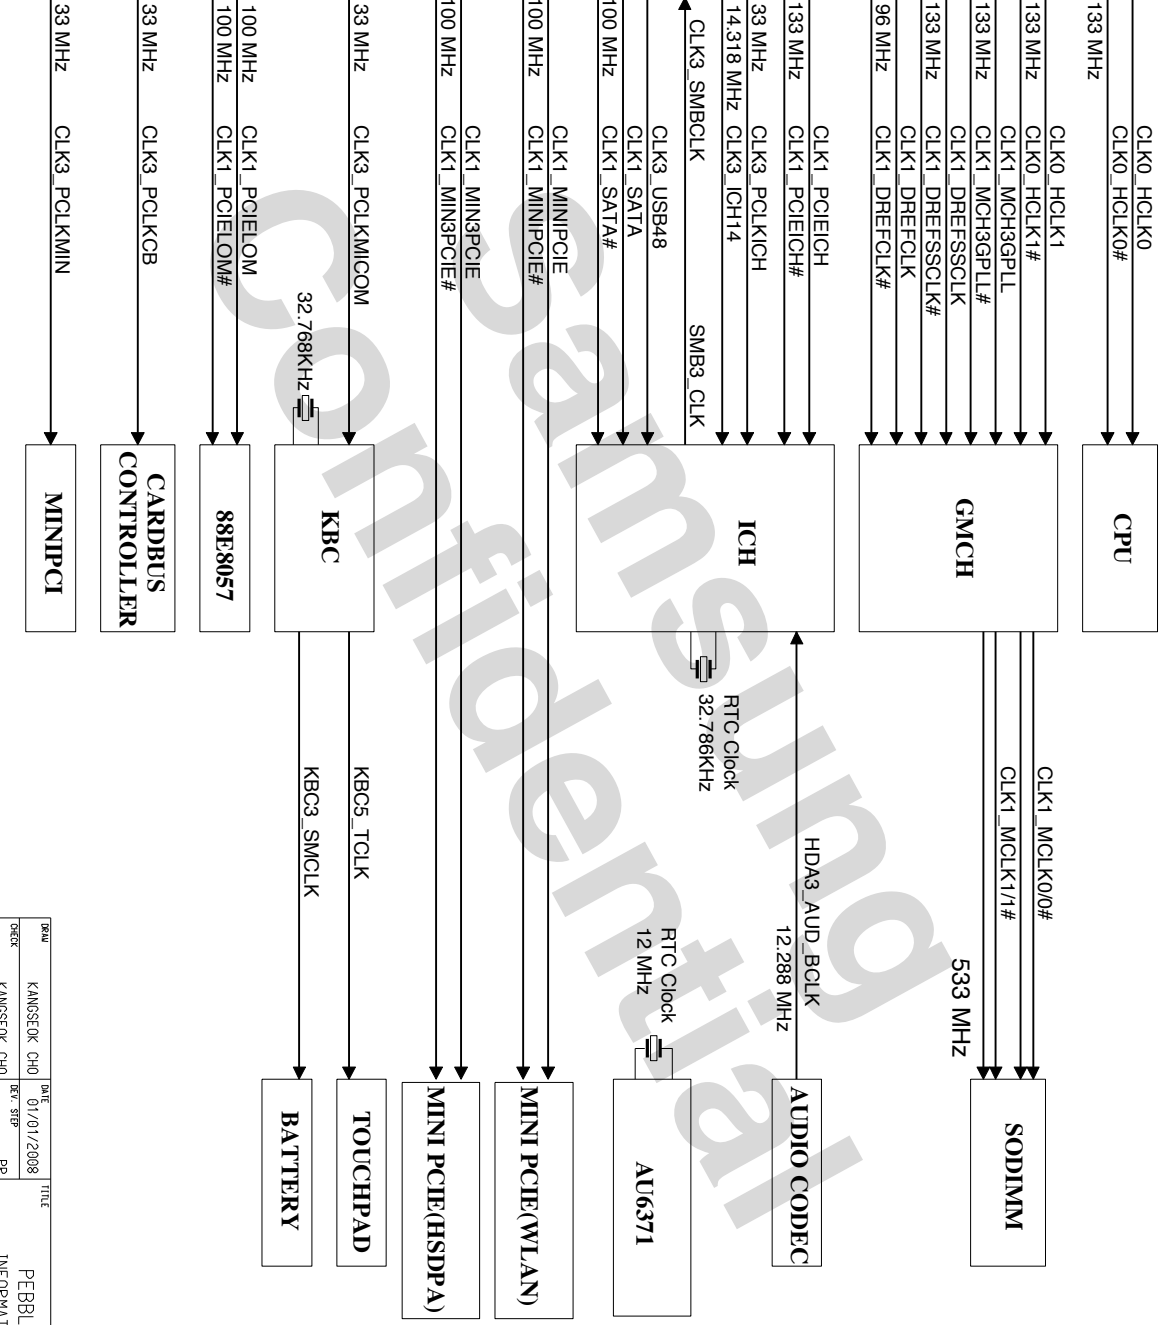 133 MHz
CLK0_HCLK0
CLK0_HCLK0#
CPU
133 MHz
CLK0_HCLK1
CLK0_HCLK1#
133 MHz
CLK1_MCH3GPLL
CLK1_MCH3GPLL#
133 MHz
CLK1_DREFSSCLK
CLK1_DREFSSCLK#
96 MHz
CLK1_DREFCLK
CLK1_DREFCLK#
GMCH
CLK1_MCLK0/0#
CLK1_MCLK1/1#
533 MHz
SODIMM
133 MHz
CLK1_PCIEICH
CLK1_PCIEICH#
33 MHz
CLK3_PCLKICH
14.318 MHz
CLK3_ICH14
CLK3_SMBCLK
SMB3_CLK
CLK3_USB48
CLK1_SATA
100 MHz
CLK1_SATA#
ICH
HDA3_AUD_BCLK
12.288 MHz
AUDIO CODEC
RTC Clock
32.786KHz
RTC Clock
12 MHz
AU6371
100 MHz
CLK1_MINIPCIE
CLK1_MINIPCIE#
MINI PCIE(WLAN)
100 MHz
CLK1_MIN3PCIE
CLK1_MIN3PCIE#
MINI PCIE(HSDPA)
33 MHz
CLK3_PCLKMICOM
32.768KHz
KBC
KBC5_TCLK
TOUCHPAD
KBC3_SMCLK
BATTERY
100 MHz
CLK1_PCIELOM
100 MHz
CLK1_PCIELOM#
88E8057
33 MHz
CLK3_PCLKCB
CARDBUS
CONTROLLER
33 MHz
CLK3_PCLKMIN
MINIPCI
Samsung
Confidential
DRAW
KANGSEOK CHO
DATE
01/01/2008
TITLE
PEBBL
CHECK
KANGSEOK CHO
DEV. STEP
PP